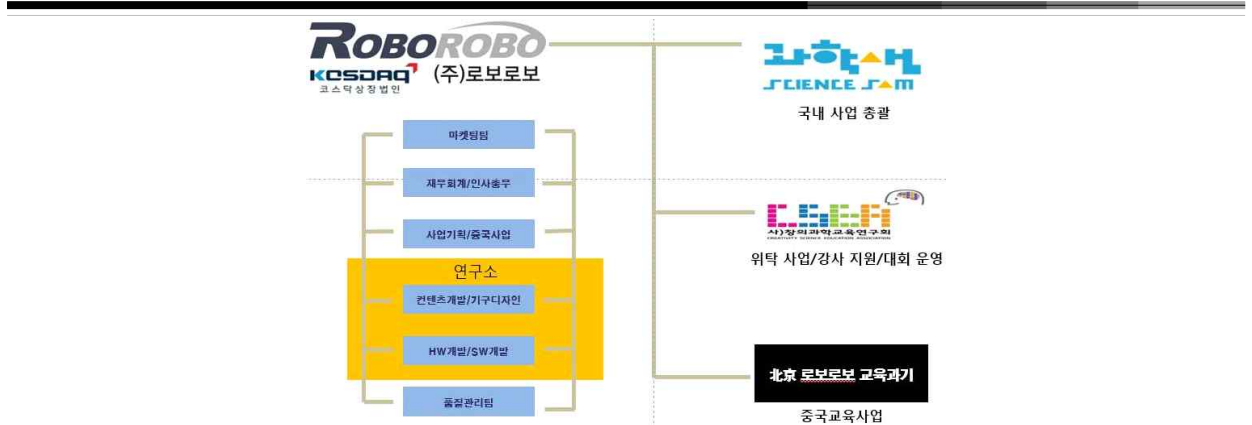 ROBOROBO
KOSDAQ (주)로보로보
코스닥상장법인
마켓팅팀
재무회계/인사총무
사업기획/중국사업
연구소
컨텐츠개발/기구디자인
HW개발/SW개발
품질관리팀
과학샘
SCIENCE SAM
국내 사업 총괄
CSEA
사)창의과학교육연구회
CREATIVITY SCIENCE EDUCATION ASSOCIATION
위탁 사업/강사 지원/대회 운영
北京 로보로보 교육과기
중국교육사업